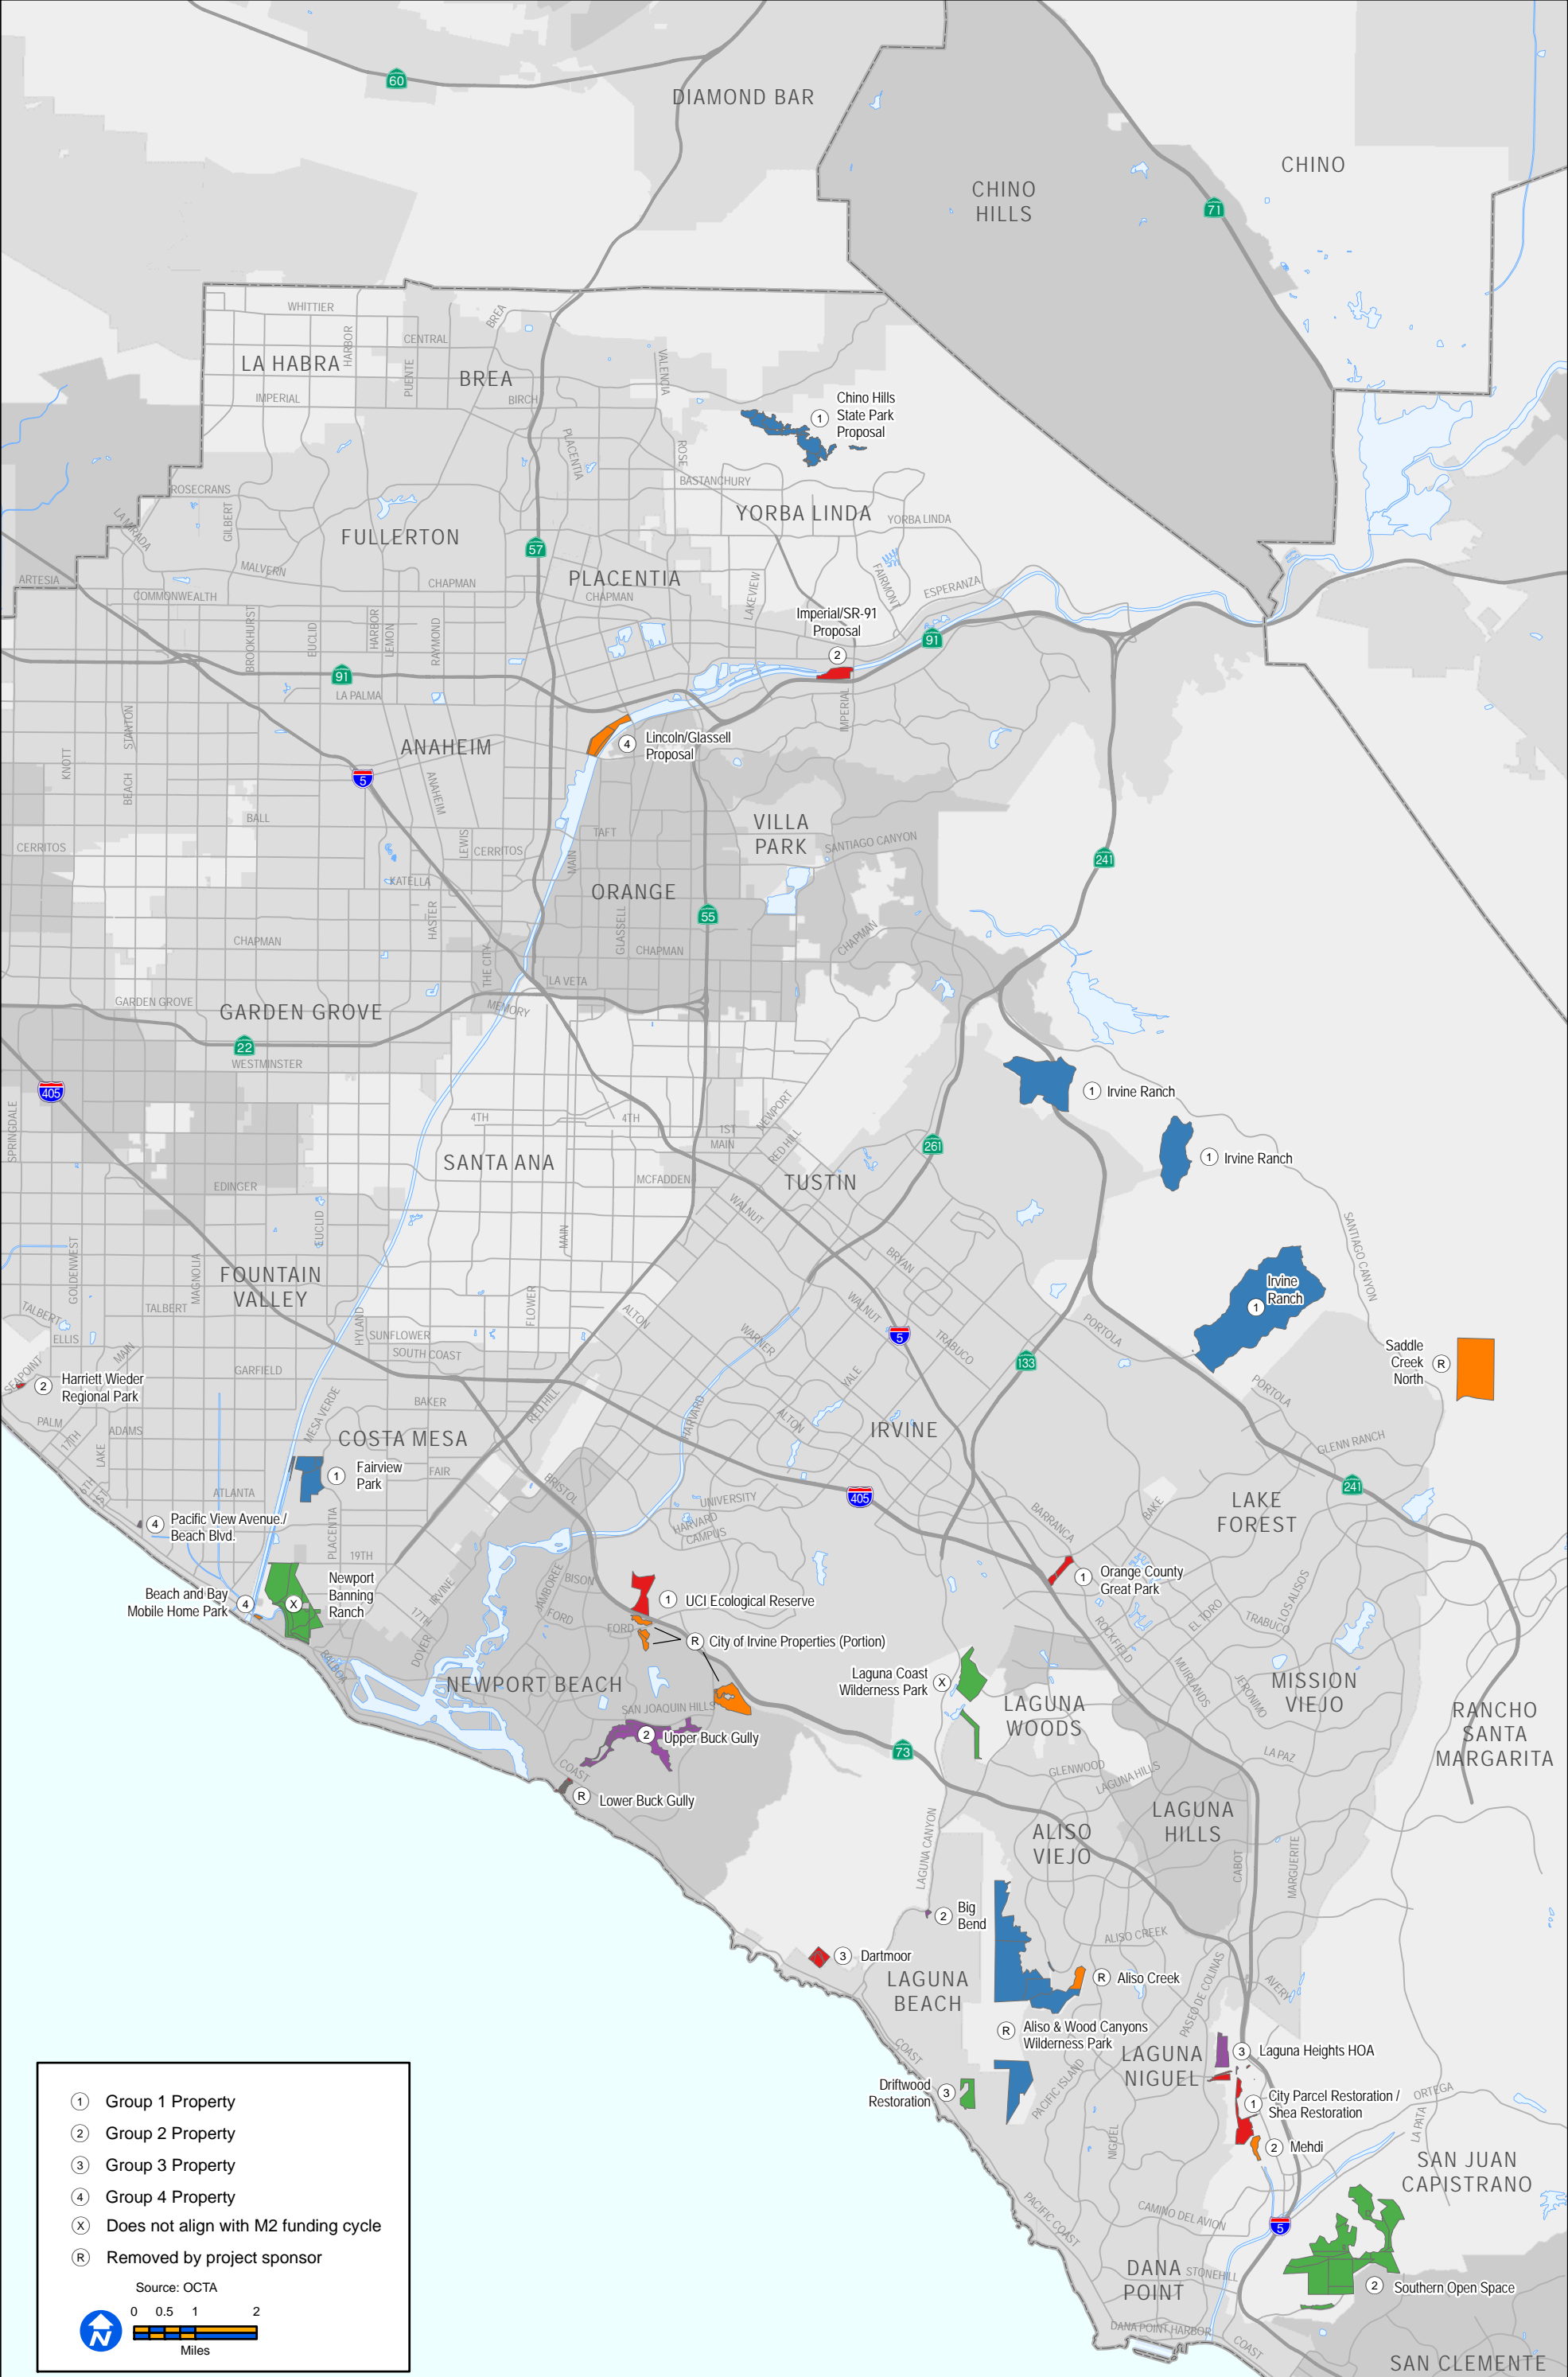 60
DIAMOND BAR
CHINO
CHINO
HILLS
71
WHITTIER
HARBOR
CENTRAL
BREA
LA HABRA
PUENTE
BREA
VALENCIA
IMPERIAL
BIRCH
Chino Hills
State Park
Proposal
1
PLACENTIA
ROSE
BASTANCHURY
ROSECRANS
LA MIRADA
GILBERT
FULLERTON
YORBA LINDA
YORBA LINDA
57
MALVERN
CHAPMAN
PLACENTIA
CHAPMAN
LAKEVIEW
FAIRMONT
ESPERANZA
ARTESIA
COMMONWEALTH
BROOKHURST
EUCLID
HARBOR
LEMON
RAYMOND
Imperial/SR-91
Proposal
2
91
91
LA PALMA
IMPERIAL
STANTON
KNOTT
BEACH
ANAHEIM
ANAHEIM
4
Lincoln/Glassell
Proposal
5
BALL
LEWIS
CERRITOS
CERRITOS
TAFT
MAIN
VILLA
PARK
SANTIAGO CANYON
241
KATELLA
ORANGE
HASTER
GLASSELL
55
CHAPMAN
CHAPMAN
CHAPMAN
THE CITY
LA VETA
GARDEN GROVE
GARDEN GROVE
MEMORY
22
WESTMINSTER
405
SPRINGDALE
4TH
4TH
1ST
MAIN
NEWPORT
RED HILL
1
Irvine Ranch
261
1
Irvine Ranch
SANTA ANA
MCFADDEN
TUSTIN
EDINGER
EUCLID
MAIN
WALNUT
SANTIAGO CANYON
GOLDENWEST
MAGNOLIA
FOUNTAIN
VALLEY
BRYAN
Irvine
Ranch
1
TALBERT
TALBERT
HYLAND
FLOWER
ALTON
WALNUT
WARNER
TRABUCO
5
PORTOLA
133
ELLIS
MAIN
SUNFLOWER
SOUTH COAST
GARFIELD
Saddle
Creek
North
R
SEAPOINT
2
Harriett Wieder
Regional Park
MESA VERDE
BAKER
RED HILL
YALE
PORTOLA
PALM
17TH
ADAMS
LAKE
COSTA MESA
HARVARD
ALTON
IRVINE
GLENN RANCH
6TH
1ST
ATLANTA
1
Fairview
Park
FAIR
BRISTOL
UNIVERSITY
405
241
4
Pacific View Avenue./
Beach Blvd.
PLACENTIA
HARVARD
CAMPUS
BARRANCA
BAKE
LAKE
FOREST
19TH
Beach and Bay
Mobile Home Park
4
X
Newport
Banning
Ranch
IRVINE
17TH
DOVER
BALBOA
JAMBOREE
BISON
FORD
FORD
1
UCI Ecological Reserve
1
Orange County
Great Park
R
City of Irvine Properties (Portion)
ROCKFIELD
EL TORO
TRABUCO
LOS ALISOS
Laguna Coast
Wilderness Park
X
NEWPORT BEACH
SAN JOAQUIN HILLS
LAGUNA
WOODS
MUIRLANDS
JERONIMO
MISSION
VIEJO
RANCHO
SANTA
MARGARITA
2
Upper Buck Gully
73
LA PAZ
GLENWOOD
LAGUNA HILLS
COAST
R
Lower Buck Gully
LAGUNA
HILLS
ALISO
VIEJO
LAGUNA CANYON
CABOT
MARGUERITE
2
Big
Bend
3
Dartmoor
ALISO CREEK
LAGUNA
BEACH
R
Aliso Creek
PASEO DE COLINAS
AVERY
R
Aliso & Wood Canyons
Wilderness Park
COAST
LAGUNA
NIGUEL
3
Laguna Heights HOA
Driftwood
Restoration
3
PACIFIC ISLAND
1
City Parcel Restoration /
Shea Restoration
ORTEGA
LA PATA
NIGUEL
2
Mehdi
SAN JUAN
CAPISTRANO
PACIFIC COAST
CAMINO DEL AVION
5
DANA
POINT
STONEHILL
2
Southern Open Space
DANA POINT HARBOR
COAST
SAN CLEMENTE
1 Group 1 Property
2 Group 2 Property
3 Group 3 Property
4 Group 4 Property
X Does not align with M2 funding cycle
R Removed by project sponsor
Source: OCTA
0 0.5 1 2
Miles
N